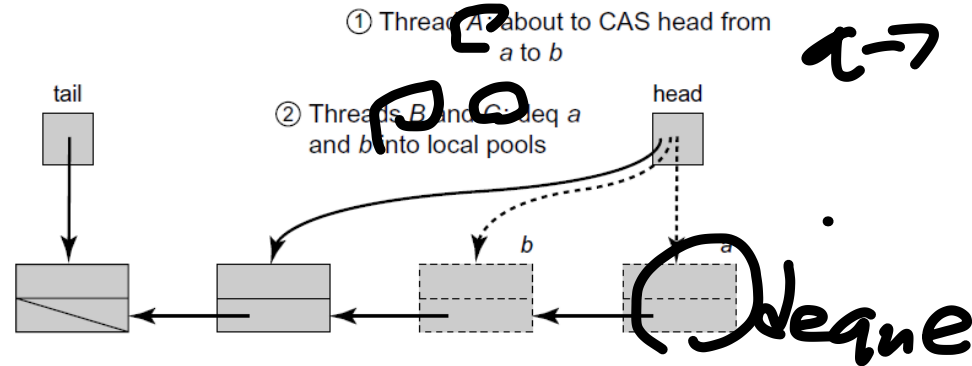 ① Thread A: about to CAS head from
a to b
tail
head
② Threads B and C: deq a
and b into local pools
b
a
deque